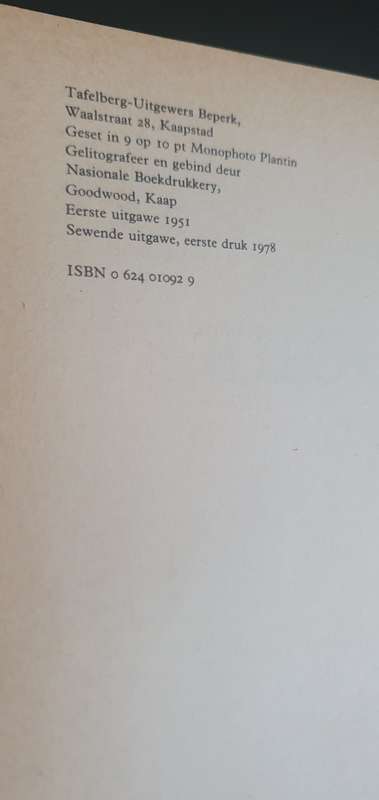 Tafelberg-Uitgewers Beperk,
Waalstraat 28, Kaapstad
Geset in 9 op 10 pt Monophoto Plantin
Gelitografeer en gebind deur
Nasionale Boekdrukkery,
Goodwood, Kaap
Eerste uitgawe 1951
Sewende uitgawe, eerste druk 1978
ISBN 0 624 01092 9